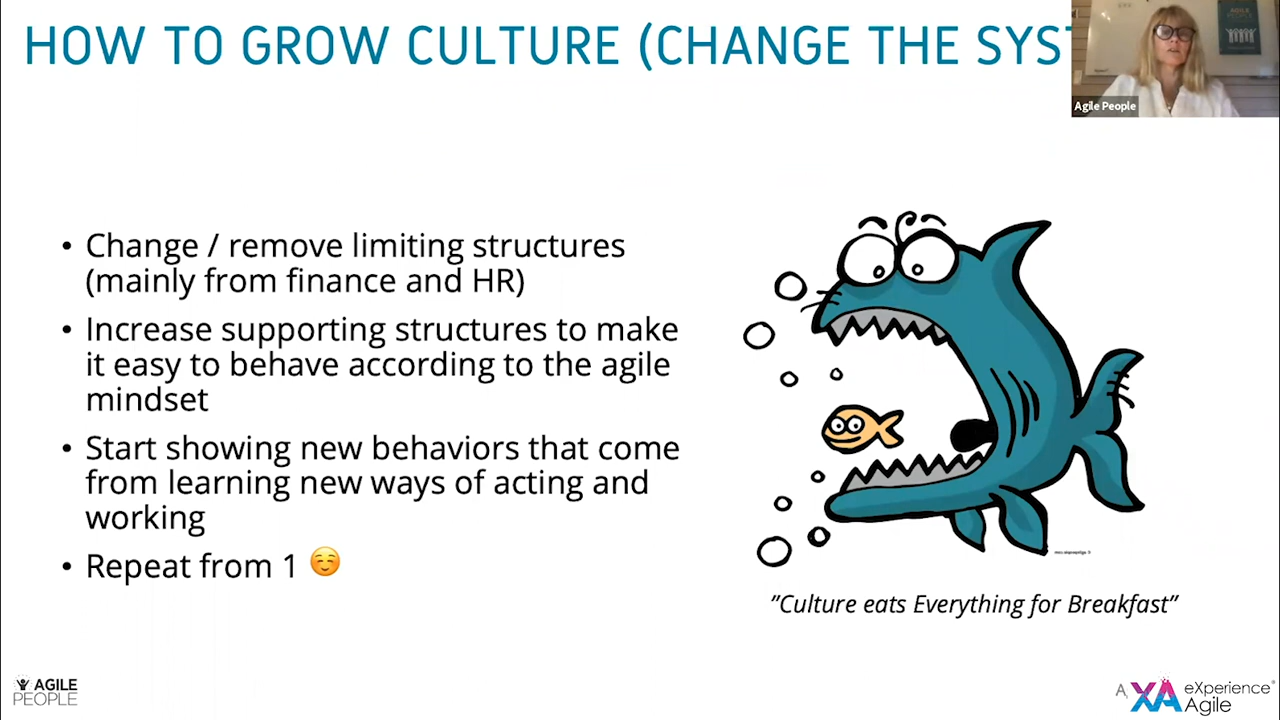 HOW TO GROW CULTURE (CHANGE THE SYST
Agile People
• Change / remove limiting structures
(mainly from finance and HR)
• Increase supporting structures to make
it easy to behave according to the agile
mindset
• Start showing new behaviors that come
from learning new ways of acting and
working
• Repeat from 1 ☺️
”Culture eats Everything for Breakfast”
AGILE
PEOPLE
XA eXperience®
Agile